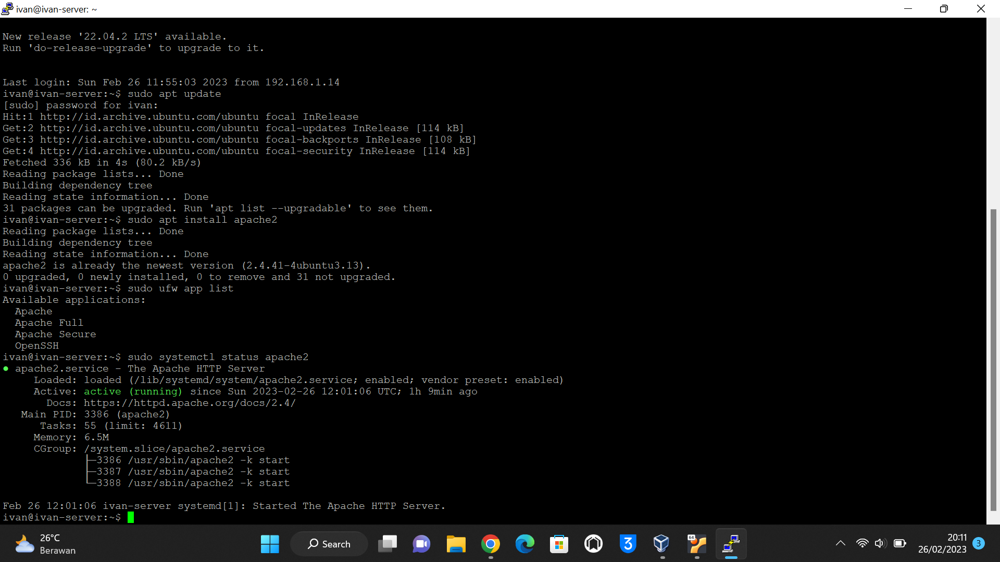 ivan@ivan-server: ~
New release '22.04.2 LTS' available.
Run 'do-release-upgrade' to upgrade to it.
Last login: Sun Feb 26 11:55:03 2023 from 192.168.1.14
ivan@ivan-server:~$ sudo apt update
[sudo] password for ivan:
Hit:1 http://id.archive.ubuntu.com/ubuntu focal InRelease
Get:2 http://id.archive.ubuntu.com/ubuntu focal-updates InRelease [114 kB]
Get:3 http://id.archive.ubuntu.com/ubuntu focal-backports InRelease [108 kB]
Get:4 http://id.archive.ubuntu.com/ubuntu focal-security InRelease [114 kB]
Fetched 336 kB in 4s (80.2 kB/s)
Reading package lists... Done
Building dependency tree
Reading state information... Done
31 packages can be upgraded. Run 'apt list --upgradable' to see them.
ivan@ivan-server:~$ sudo apt install apache2
Reading package lists... Done
Building dependency tree
Reading state information... Done
apache2 is already the newest version (2.4.41-4ubuntu3.13).
0 upgraded, 0 newly installed, 0 to remove and 31 not upgraded.
ivan@ivan-server:~$ sudo ufw app list
Available applications:
  Apache
  Apache Full
  Apache Secure
  OpenSSH
ivan@ivan-server:~$ sudo systemctl status apache2
● apache2.service - The Apache HTTP Server
     Loaded: loaded (/lib/systemd/system/apache2.service; enabled; vendor preset: enabled)
     Active: active (running) since Sun 2023-02-26 12:01:06 UTC; 1h 9min ago
       Docs: https://httpd.apache.org/docs/2.4/
   Main PID: 3386 (apache2)
      Tasks: 55 (limit: 4611)
     Memory: 6.5M
     CGroup: /system.slice/apache2.service
             ├─3386 /usr/sbin/apache2 -k start
             ├─3387 /usr/sbin/apache2 -k start
             └─3388 /usr/sbin/apache2 -k start
Feb 26 12:01:06 ivan-server systemd[1]: Started The Apache HTTP Server.
ivan@ivan-server:~$
26°C
Berawan
Search
3
64
20:11
26/02/2023
3